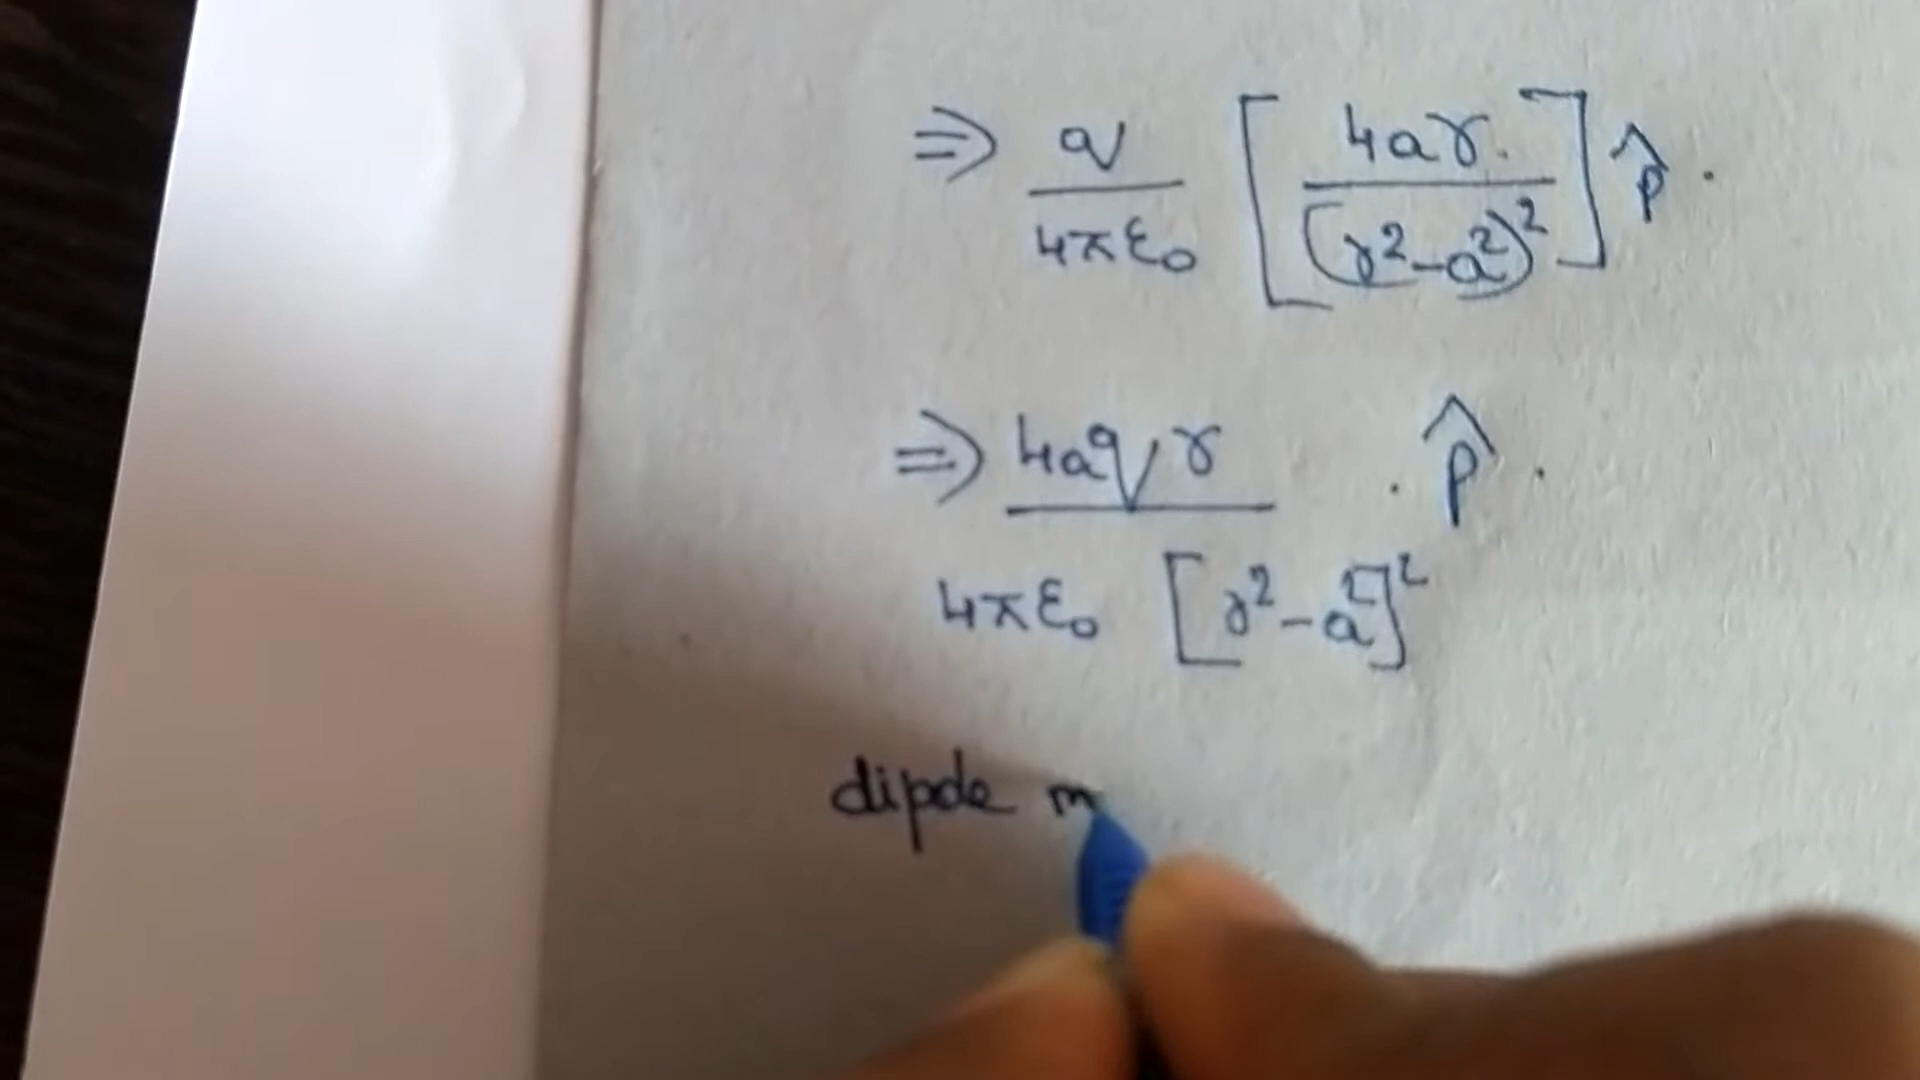 ⇒ q / 4πε₀ [ 4ar. / (r² – a²)² ] p̂ .
⇒ 4aqr / 4πε₀ [r² – a²]² . p̂ .
dipole m